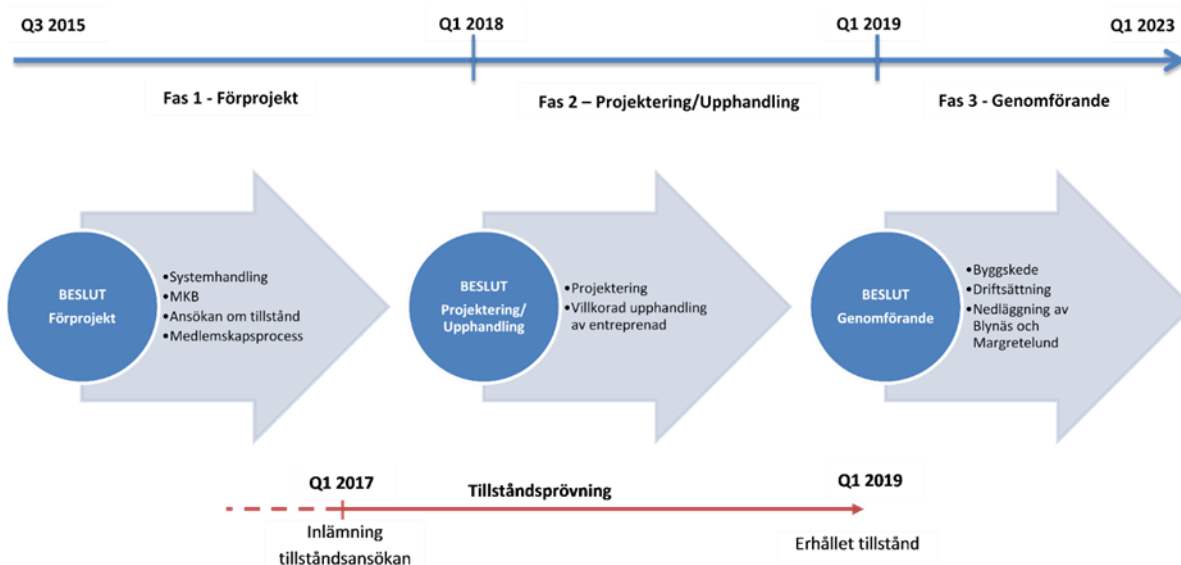 Q3 2015
Q1 2018
Q1 2019
Q1 2023
Fas 1 - Förprojekt
Fas 2 – Projektering/Upphandling
Fas 3 - Genomförande
BESLUT
Förprojekt
•Systemhandling
•MKB
•Ansökan om tillstånd
•Medlemskapsprocess
BESLUT
Projektering/
Upphandling
•Projektering
•Villkorad upphandling
av entreprenad
BESLUT
Genomförande
•Byggskede
•Driftsättning
•Nedläggning av
Blynäs och
Margretelund
Q1 2017
Tillståndsprövning
Q1 2019
Inlämning
tillståndsansökan
Erhållet tillstånd